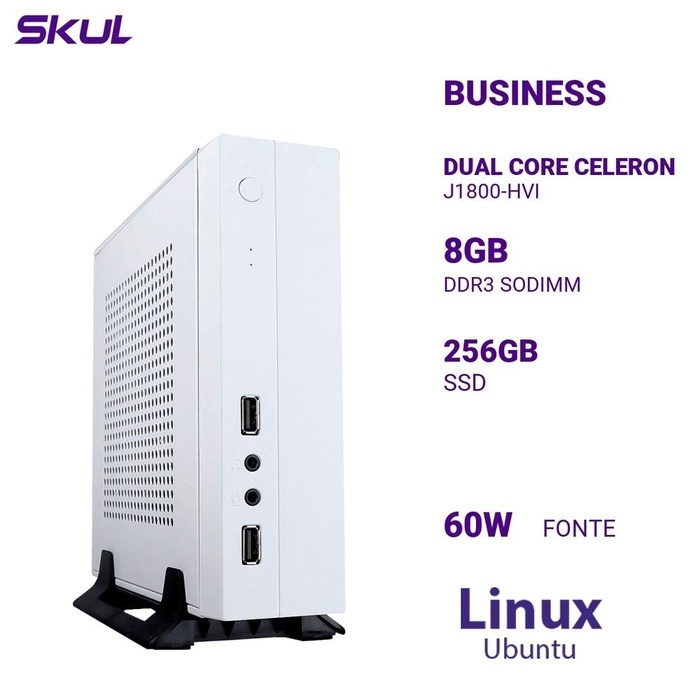 SKUL
BUSINESS
DUAL CORE CELERON
J1800-HVI
8GB
DDR3 SODIMM
256GB
SSD
60W FONTE
Linux
Ubuntu